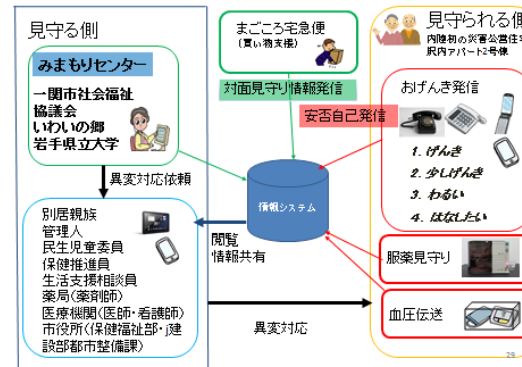 見守る側
みまもりセンター
一関市社会福祉
協議会
いわいの郷
岩手県立大学
異変対応依頼
別居親族
管理人
民生児童委員
保健推進員
生活支援相談員
薬局(薬剤師)
医療機関(医師・看護師)
市役所(保健福祉部・j建
設部都市整備課)
まごころ宅急便
(買い物支援)
対面見守り情報発信
安否自己発信
情報システム
閲覧
情報共有
異変対応
見守られる側
内陸初の災害公営住宅
沢内アパート2号棟
おげんき発信
1. げんき
2. 少しげんき
3. わるい
4. はなしたい
服薬見守り
血圧伝送
29